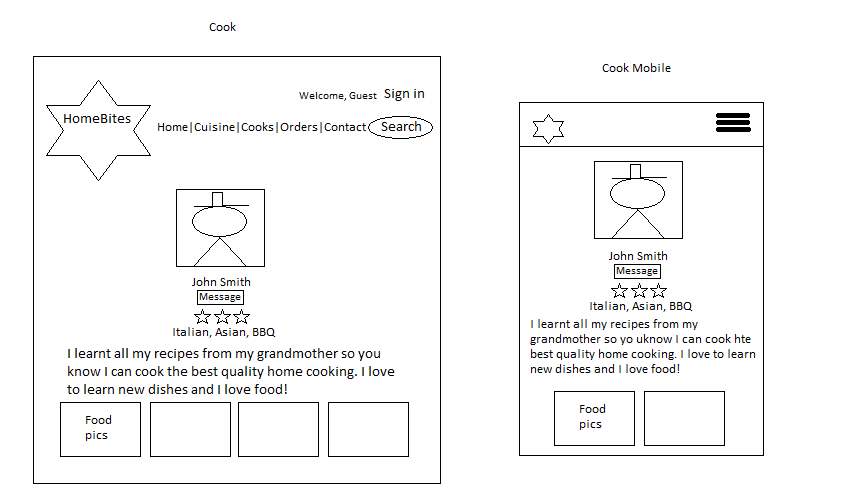 Cook
Welcome, Guest Sign in
HomeBites
Home|Cuisine|Cooks|Orders|Contact Search
John Smith
Message
Italian, Asian, BBQ
I learnt all my recipes from my grandmother so you
know I can cook the best quality home cooking. I love
to learn new dishes and I love food!
Food
pics
Cook Mobile
John Smith
Message
Italian, Asian, BBQ
I learnt all my recipes from my
grandmother so yo uknow I can cook hte
best quality home cooking. I love to learn
new dishes and I love food!
Food
pics